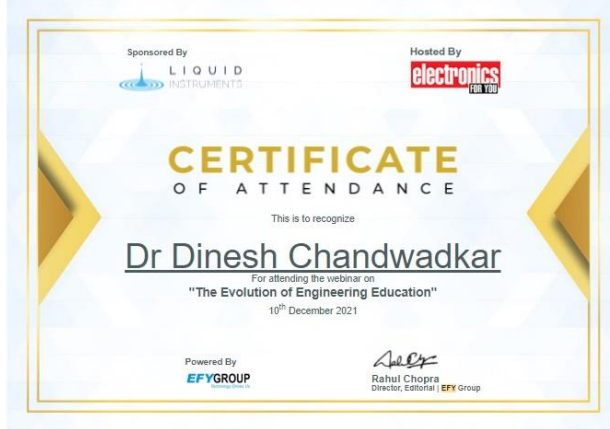 Sponsored By
LIQUID
INSTRUMENTS
Hosted By
electronics
FOR YOU
CERTIFICATE
OF ATTENDANCE
This is to recognize
Dr Dinesh Chandwadkar
For attending the webinar on
"The Evolution of Engineering Education"
10th December 2021
Powered By
EFYGROUP
Rahul Chopra
Director, Editorial | EFY Group